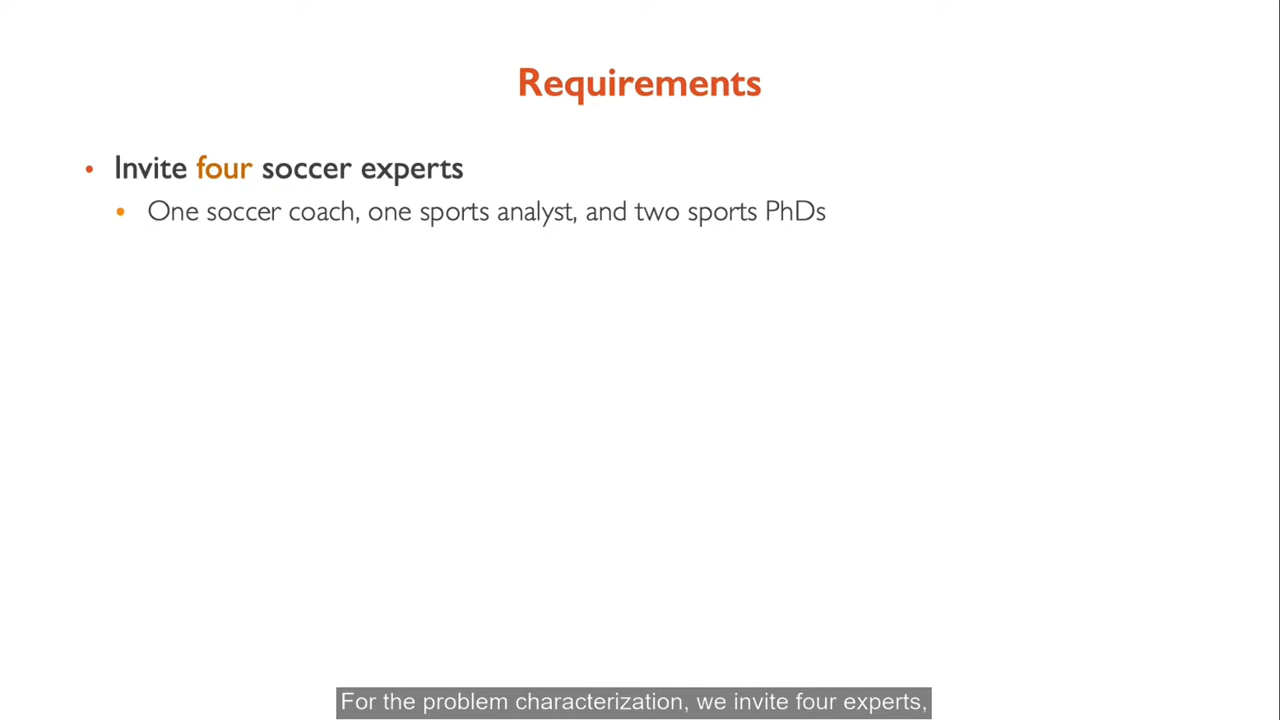 Requirements
• Invite four soccer experts
• One soccer coach, one sports analyst, and two sports PhDs
For the problem characterization, we invite four experts,